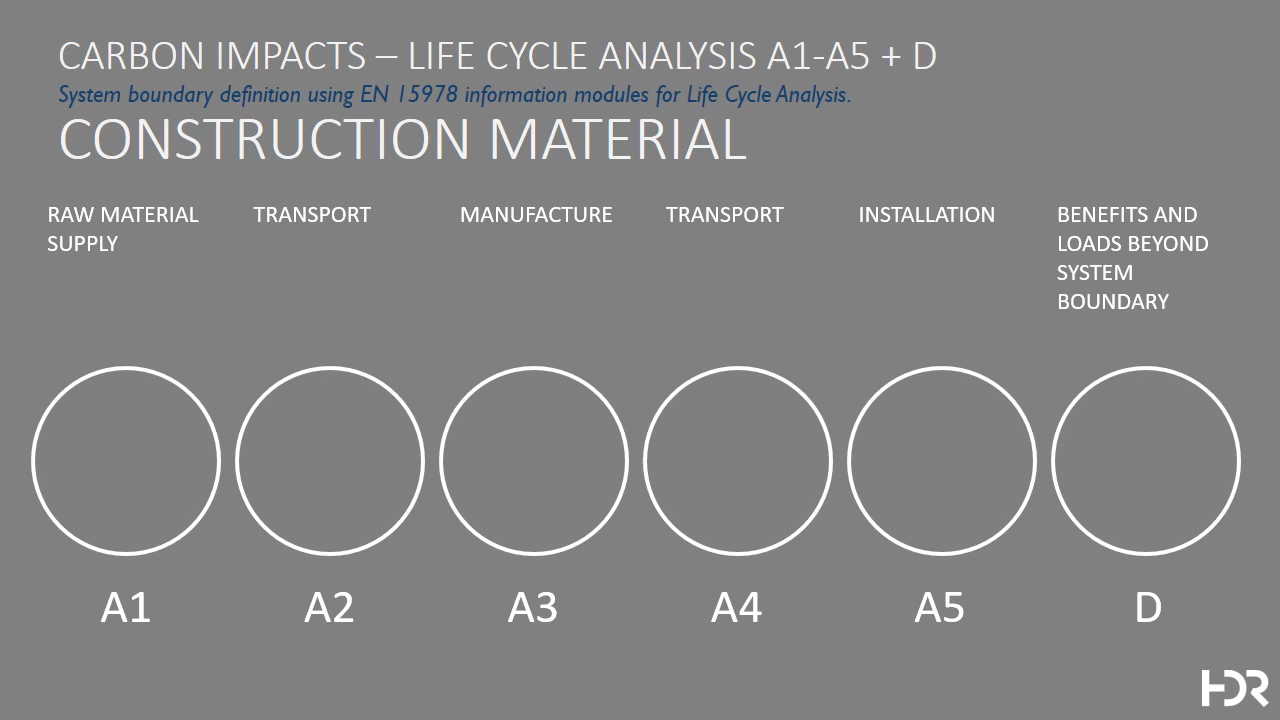 CARBON IMPACTS – LIFE CYCLE ANALYSIS A1-A5 + D
System boundary definition using EN 15978 information modules for Life Cycle Analysis.
CONSTRUCTION MATERIAL
RAW MATERIAL
SUPPLY
TRANSPORT
MANUFACTURE
TRANSPORT
INSTALLATION
BENEFITS AND
LOADS BEYOND
SYSTEM
BOUNDARY
A1
A2
A3
A4
A5
D
HDR